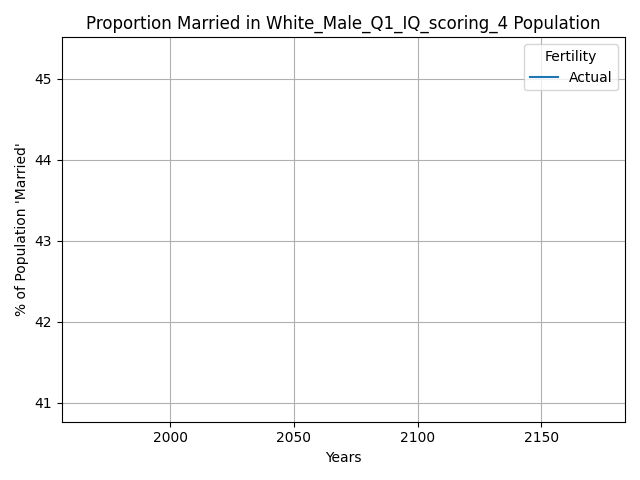 Proportion Married in White_Male_Q1_IQ_scoring_4 Population
Fertility
Actual
% of Population 'Married'
45
44
43
42
41
2000
2050
2100
2150
Years